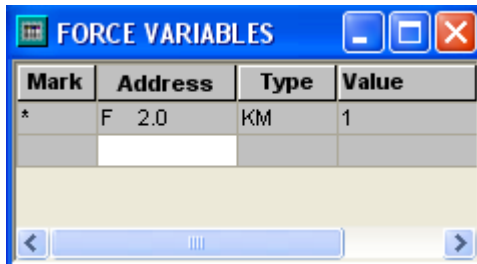 FORCE VARIABLES
Mark Address Type Value
* F 2.0 KM 1